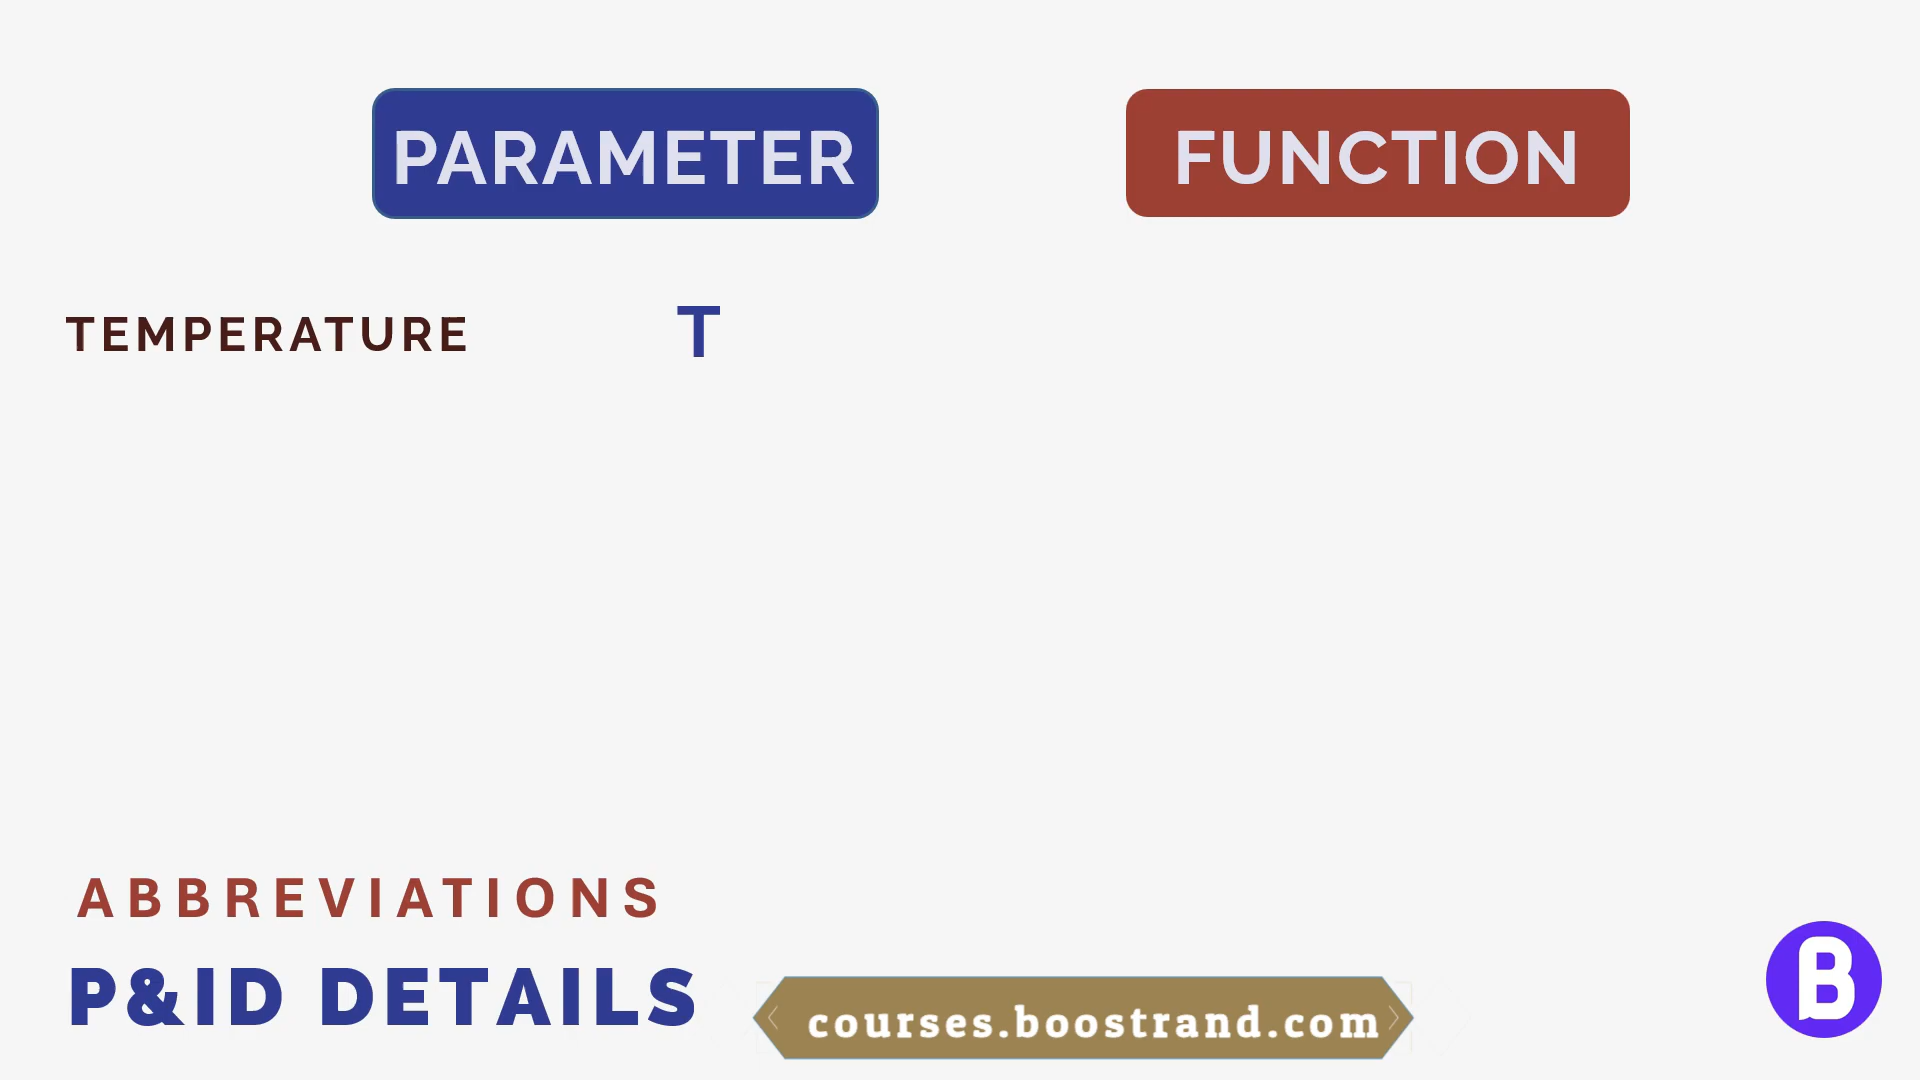 PARAMETER FUNCTION
TEMPERATURE T
ABBREVIATIONS
P&ID DETAILS
courses.boostrand.com
B